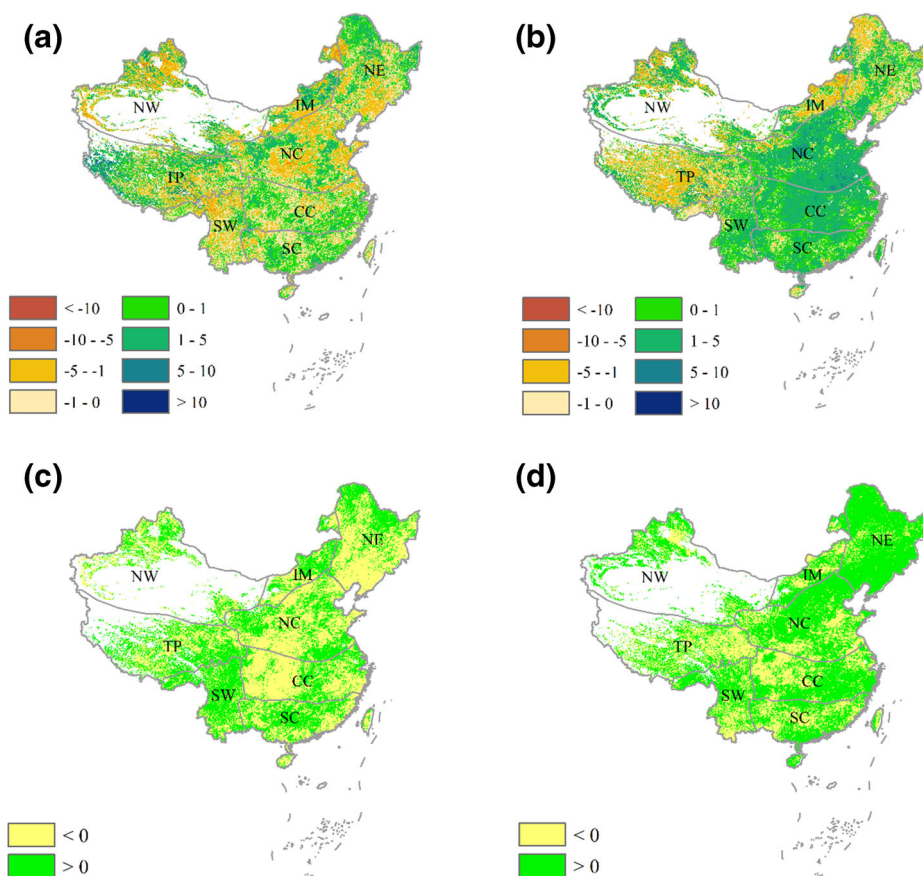 (a)
NW
NE
IM
NC
TP
SW
CC
SC
< -10
0 - 1
-10 - -5
1 - 5
-5 - -1
5 - 10
-1 - 0
> 10
(b)
NW
NE
IM
NC
TP
SW
CC
SC
< -10
0 - 1
-10 - -5
1 - 5
-5 - -1
5 - 10
-1 - 0
> 10
(c)
NW
NE
IM
NC
TP
SW
CC
SC
< 0
> 0
(d)
NW
NE
IM
NC
TP
SW
CC
SC
< 0
> 0